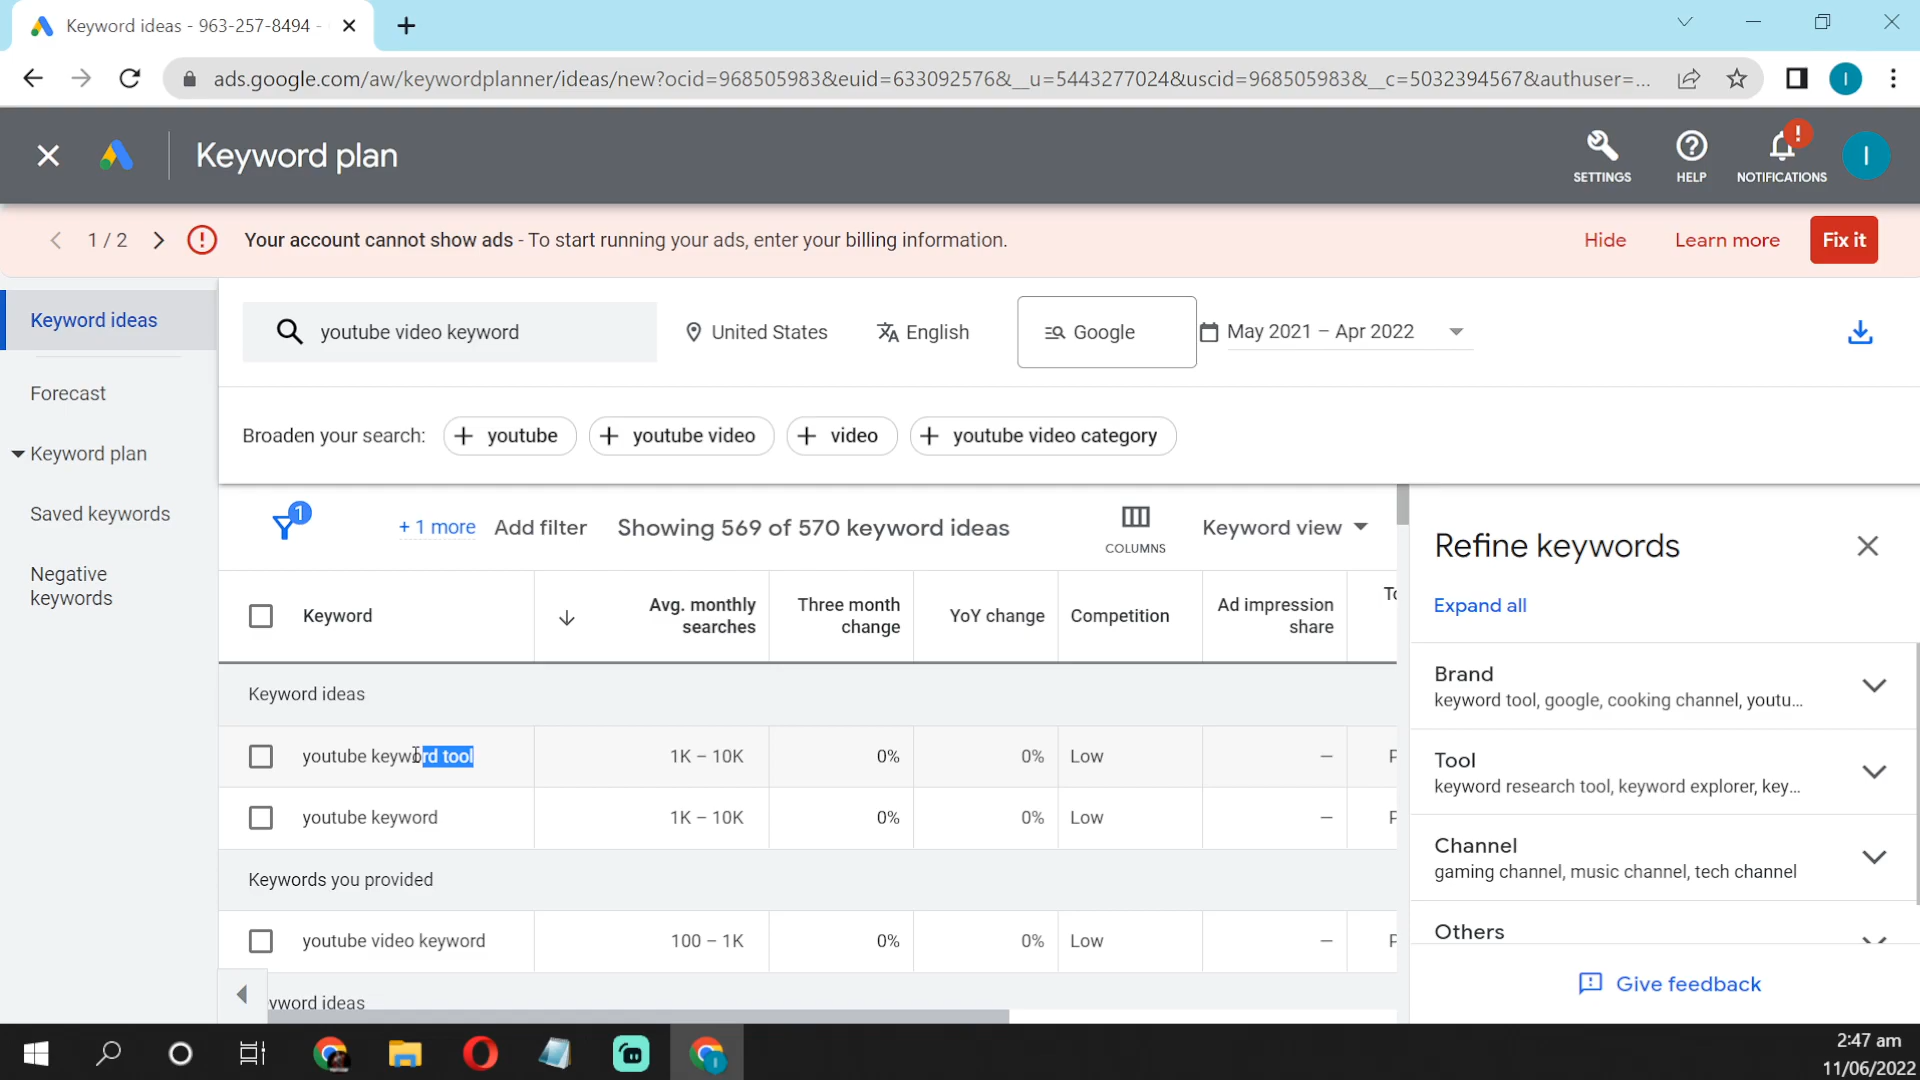 Keyword ideas - 963-257-8494 -
ads.google.com/aw/keywordplanner/ideas/new?ocid=968505983&euid=633092576&__u=5443277024&uscid=968505983&__c=5032394567&authuser=...
I
Keyword plan
SETTINGS
HELP
!
NOTIFICATIONS
I
1 / 2
Your account cannot show ads - To start running your ads, enter your billing information.
Hide
Learn more
Fix it
Keyword ideas
Forecast
Keyword plan
Saved keywords
Negative
keywords
youtube video keyword
United States
English
Google
May 2021 – Apr 2022
Broaden your search:
youtube
youtube video
video
youtube video category
1
+ 1 more
Add filter
Showing 569 of 570 keyword ideas
COLUMNS
Keyword view
Keyword
Avg. monthly
searches
Three month
change
YoY change
Competition
Ad impression
share
Keyword ideas
youtube keyword tool
1K – 10K
0%
0%
Low
–
youtube keyword
1K – 10K
0%
0%
Low
–
Keywords you provided
youtube video keyword
100 – 1K
0%
0%
Low
–
yword ideas
Refine keywords
Expand all
Brand
keyword tool, google, cooking channel, youtu...
Tool
keyword research tool, keyword explorer, key...
Channel
gaming channel, music channel, tech channel
Others
Give feedback
2:47 am
11/06/2022